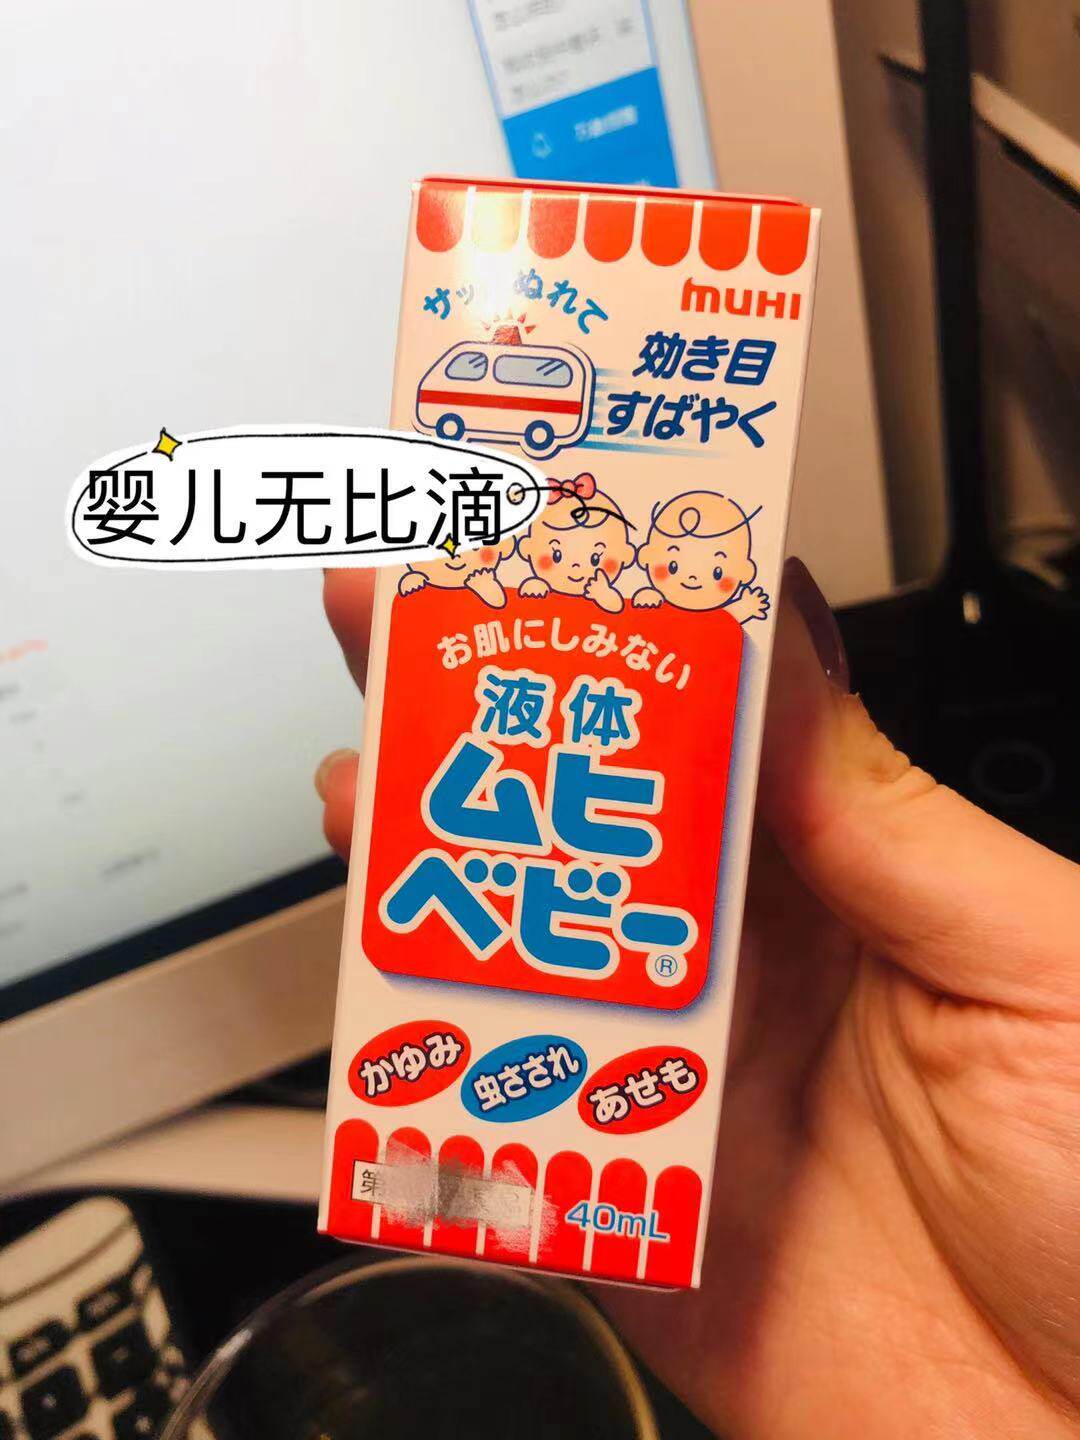 MUHI
サッとぬれて
効き目
すばやく
婴儿无比滴
お肌にしみない
液体
ムヒ
ベビー®
かゆみ
虫さされ
あせも
第
40mL